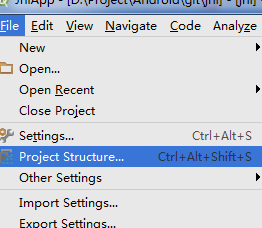 JniApp - [D:\Project\Android\git\jni] - [jni]
File Edit View Navigate Code Analyze
New
Open...
Open Recent
Close Project
Settings... Ctrl+Alt+S
Project Structure... Ctrl+Alt+Shift+S
Other Settings
Import Settings...
Export Settings...